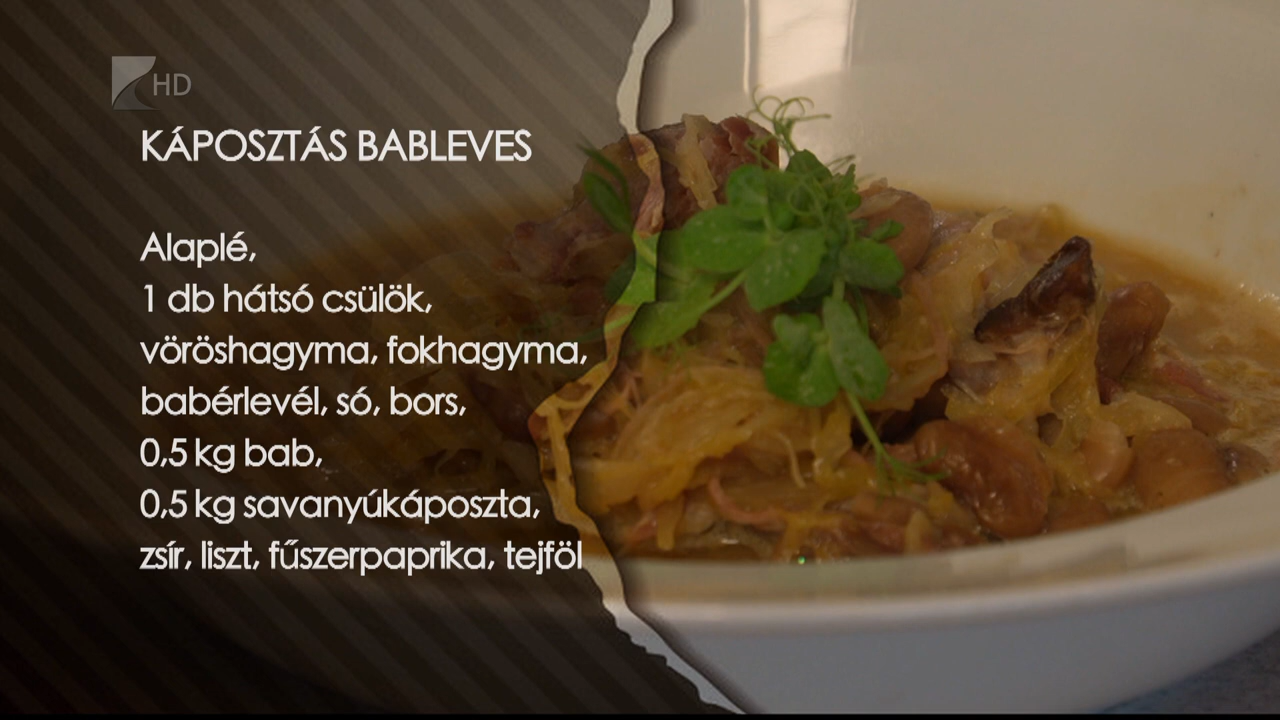 HD
KÁPOSZTÁS BABLEVES
Alaplé,
1 db hátsó csülök,
vöröshagyma, fokhagyma,
babérlevél, só, bors,
0,5 kg bab,
0,5 kg savanyúkáposzta,
zsír, liszt, fűszerpaprika, tejföl